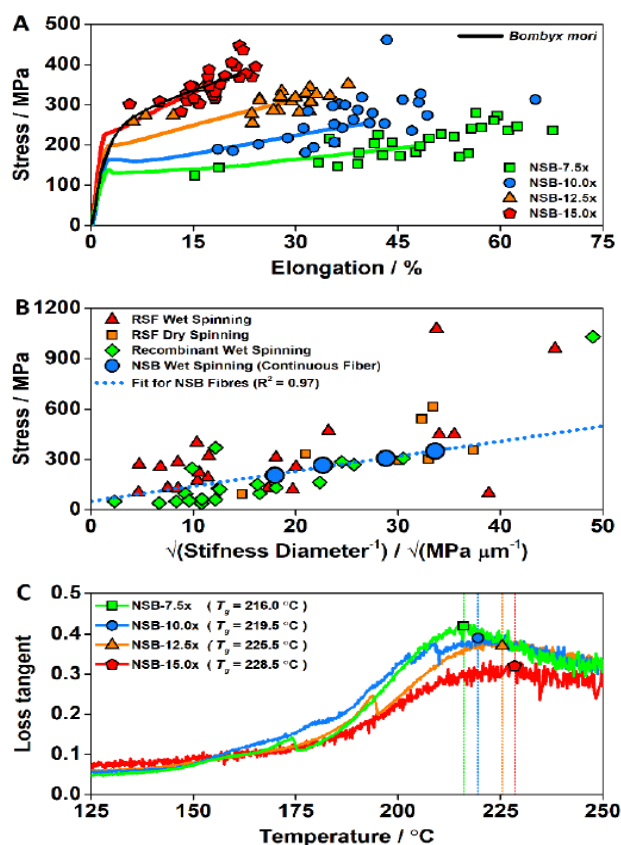 A
500
400
300
200
100
0
Stress / MPa
Bombyx mori
NSB-7.5x
NSB-10.0x
NSB-12.5x
NSB-15.0x
0 15 30 45 60 75
Elongation / %
B
1200
900
600
300
0
Stress / MPa
RSF Wet Spinning
RSF Dry Spinning
Recombinant Wet Spinning
NSB Wet Spinning (Continuous Fiber)
Fit for NSB Fibres (R² = 0.97)
0 10 20 30 40 50
√(Stifness Diameter⁻¹) / √(MPa µm⁻¹)
C
0.5
0.4
0.3
0.2
0.1
0.0
Loss tangent
NSB-7.5x ( Tg = 216.0 °C )
NSB-10.0x ( Tg = 219.5 °C )
NSB-12.5x ( Tg = 225.5 °C )
NSB-15.0x ( Tg = 228.5 °C )
125 150 175 200 225 250
Temperature / °C